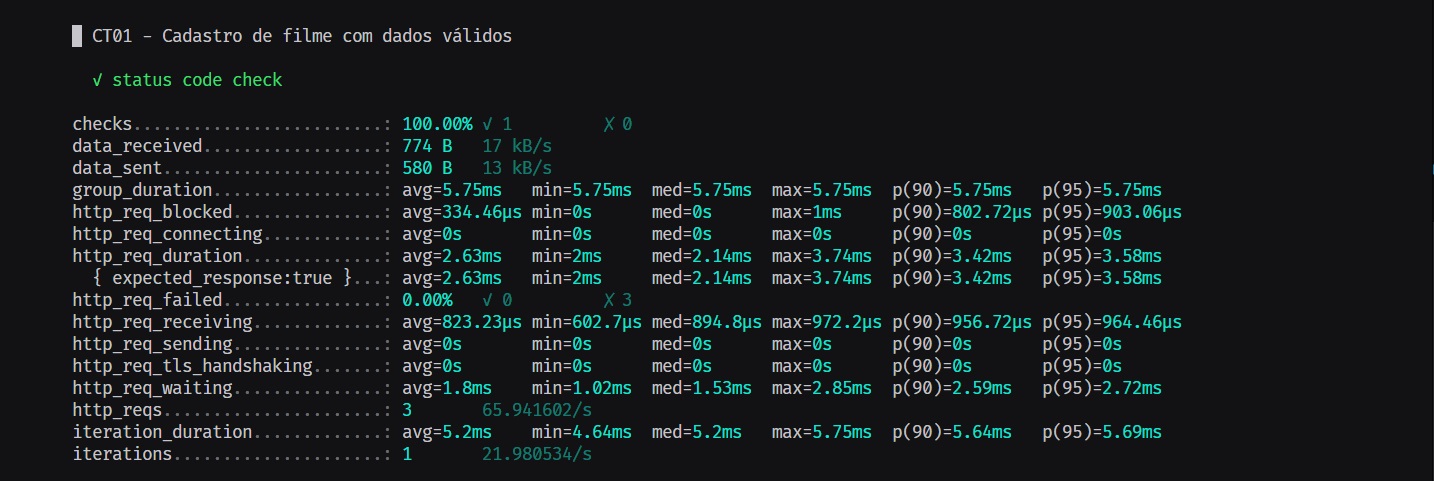 CT01 - Cadastro de filme com dados válidos
√ status code check
checks.........................: 100.00% √ 1 ✗ 0
data_received..................: 774 B 17 kB/s
data_sent......................: 580 B 13 kB/s
group_duration.................: avg=5.75ms min=5.75ms med=5.75ms max=5.75ms p(90)=5.75ms p(95)=5.75ms
http_req_blocked...............: avg=334.46µs min=0s med=0s max=1ms p(90)=802.72µs p(95)=903.06µs
http_req_connecting............: avg=0s min=0s med=0s max=0s p(90)=0s p(95)=0s
http_req_duration..............: avg=2.63ms min=2ms med=2.14ms max=3.74ms p(90)=3.42ms p(95)=3.58ms
{ expected_response:true }...: avg=2.63ms min=2ms med=2.14ms max=3.74ms p(90)=3.42ms p(95)=3.58ms
http_req_failed................: 0.00% √ 0 ✗ 3
http_req_receiving.............: avg=823.23µs min=602.7µs med=894.8µs max=972.2µs p(90)=956.72µs p(95)=964.46µs
http_req_sending...............: avg=0s min=0s med=0s max=0s p(90)=0s p(95)=0s
http_req_tls_handshaking.......: avg=0s min=0s med=0s max=0s p(90)=0s p(95)=0s
http_req_waiting...............: avg=1.8ms min=1.02ms med=1.53ms max=2.85ms p(90)=2.59ms p(95)=2.72ms
http_reqs......................: 3 65.941602/s
iteration_duration.............: avg=5.2ms min=4.64ms med=5.2ms max=5.75ms p(90)=5.64ms p(95)=5.69ms
iterations.....................: 1 21.980534/s